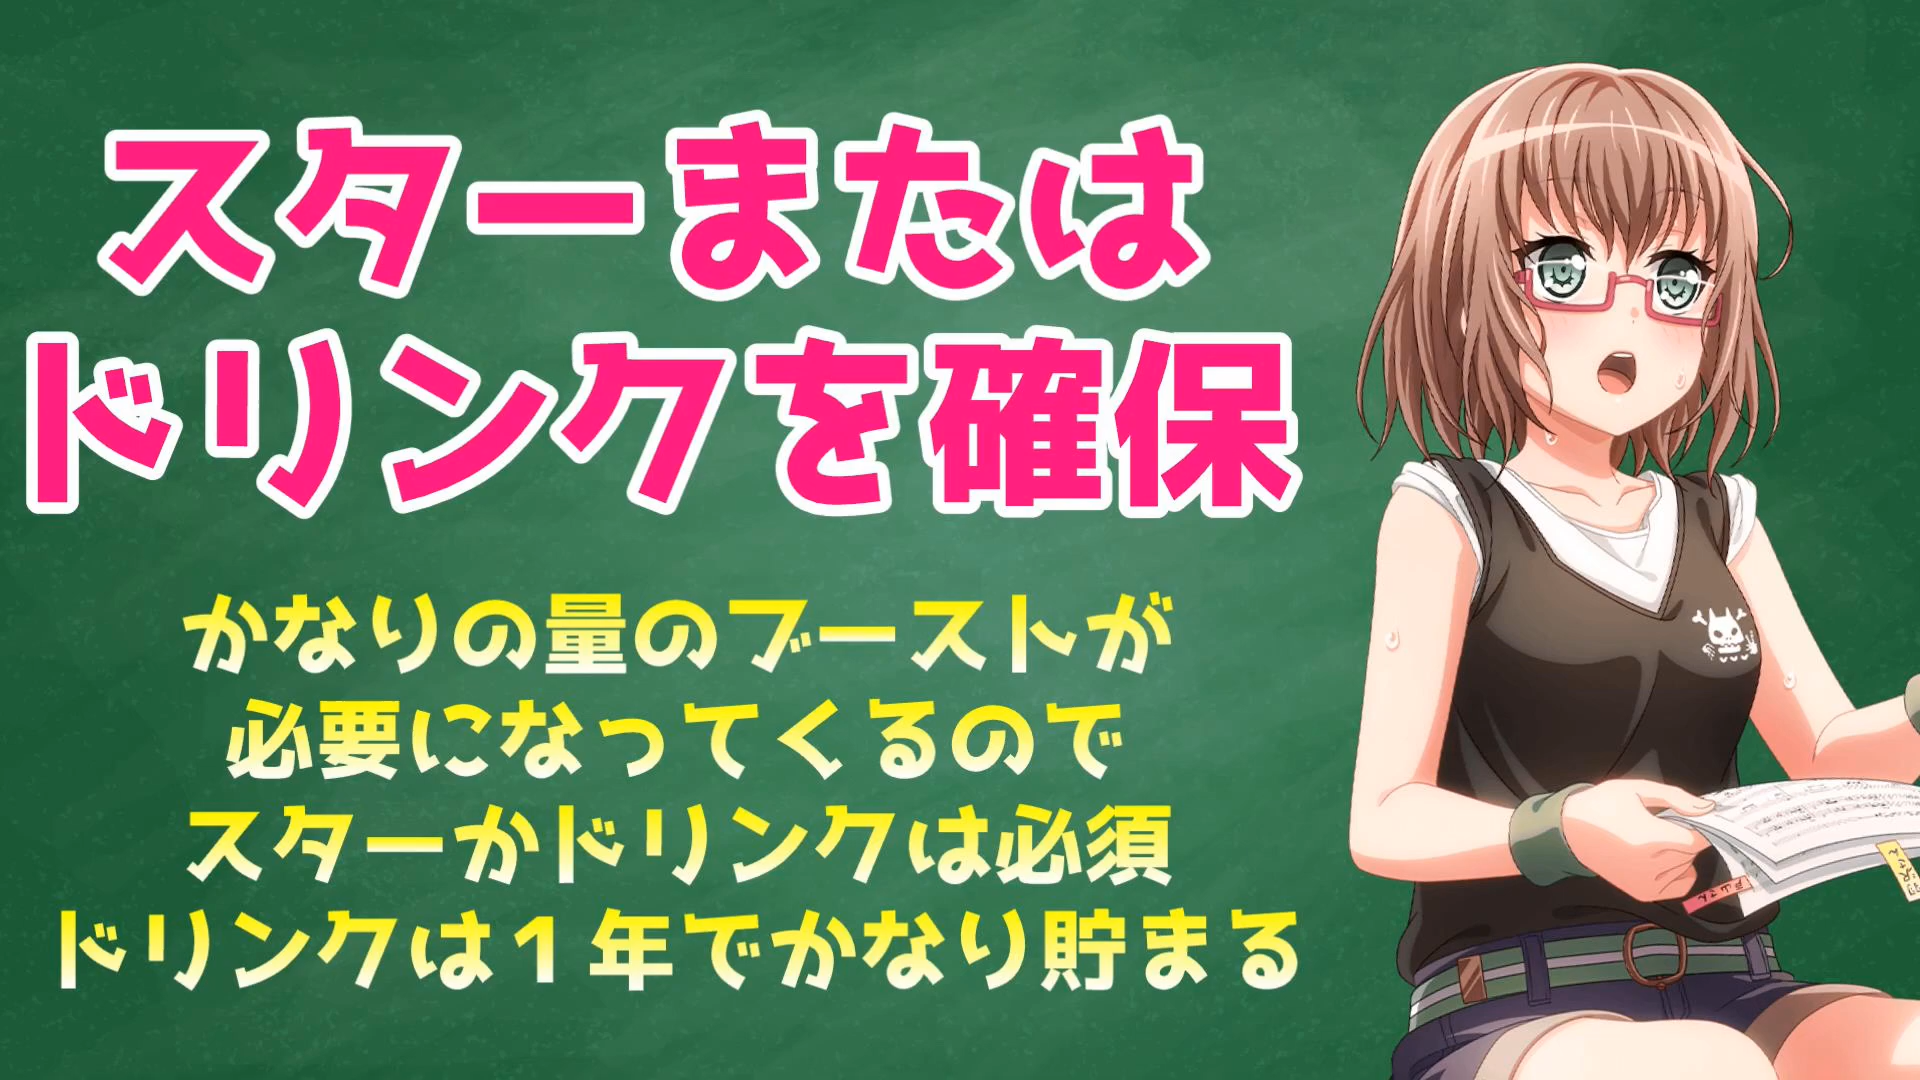 スターまたは
ドリンクを確保
かなりの量のブーストが
必要になってくるので
スターかドリンクは必須
ドリンクは１年でかなり貯まる